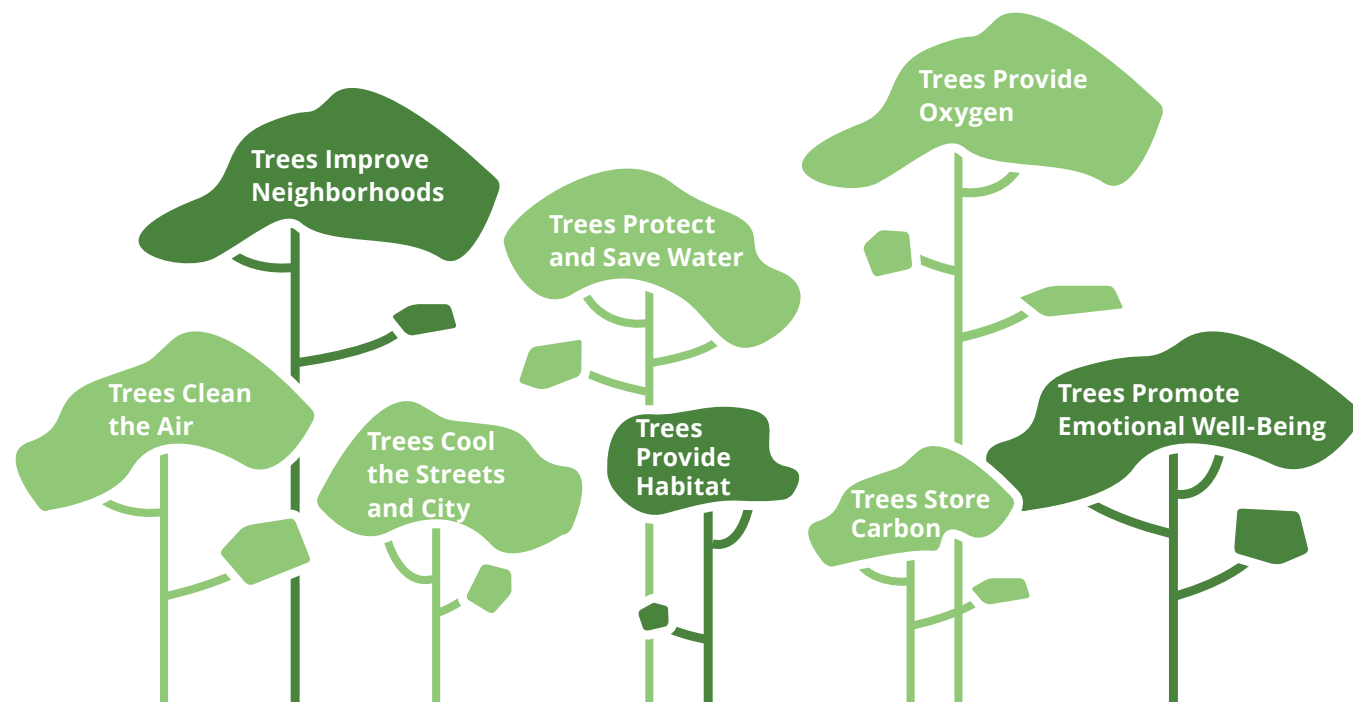 Trees Provide
Oxygen
Trees Improve
Neighborhoods
Trees Protect
and Save Water
Trees Clean
the Air
Trees Cool
the Streets
and City
Trees
Provide
Habitat
Trees Store
Carbon
Trees Promote
Emotional Well-Being